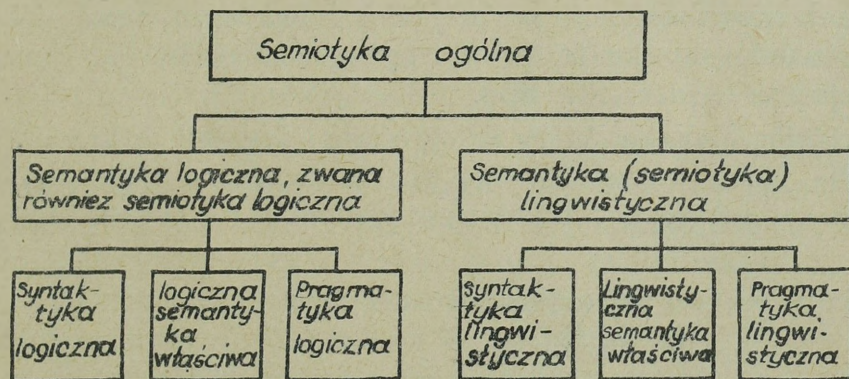 Semiotyka ogólna
Semantyka logiczna, zwana
również semiotyka logiczna
Semantyka (semiotyka)
lingwistyczna
Syntak-
tyka
logiczna
logiczna
semanty-
ka
właściwa
Pragma-
tyka
logiczna
Syntak-
tyka
lingwi-
styczna
Lingwisty-
czna
semantyka
właściwa
Pragma-
tyka
lingwi-
styczna